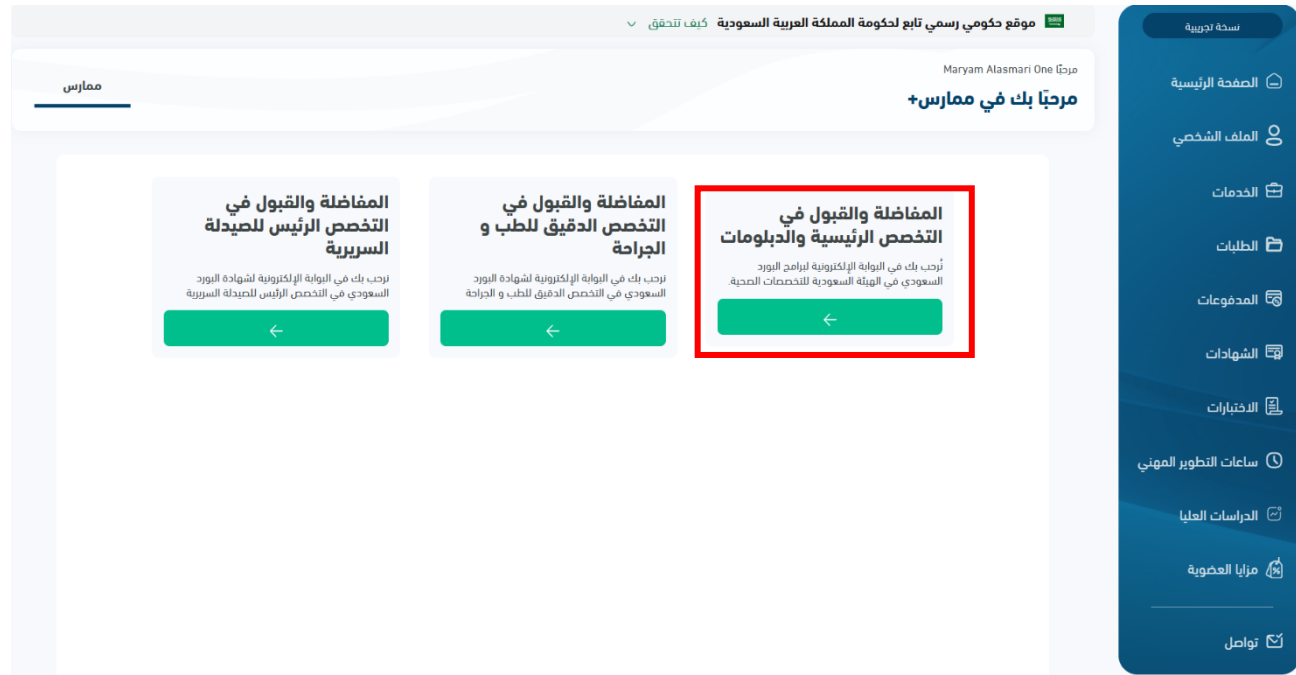 موقع حكومي رسمي تابع لحكومة المملكة العربية السعودية كيف تتحقق
نسخة تجريبية
الصفحة الرئيسية
الملف الشخصي
الخدمات
الطلبات
المدفوعات
الشهادات
الاختبارات
ساعات التطوير المهني
الدراسات العليا
مزايا العضوية
تواصل
مرحبًا Maryam Alasmari One
مرحبًا بك في ممارس+
ممارس
المفاضلة والقبول في
التخصص الرئيسية والدبلومات
نُرحب بك في البوابة الإلكترونية لبرامج البورد
السعودي في الهيئة السعودية للتخصصات الصحية.
المفاضلة والقبول في
التخصص الدقيق للطب و
الجراحة
نرحب بك في البوابة الإلكترونية لشهادة البورد
السعودي في التخصص الدقيق للطب و الجراحة
المفاضلة والقبول في
التخصص الرئيس للصيدلة
السريرية
نرحب بك في البوابة الإلكترونية لشهادة البورد
السعودي في التخصص الرئيس للصيدلة السريرية